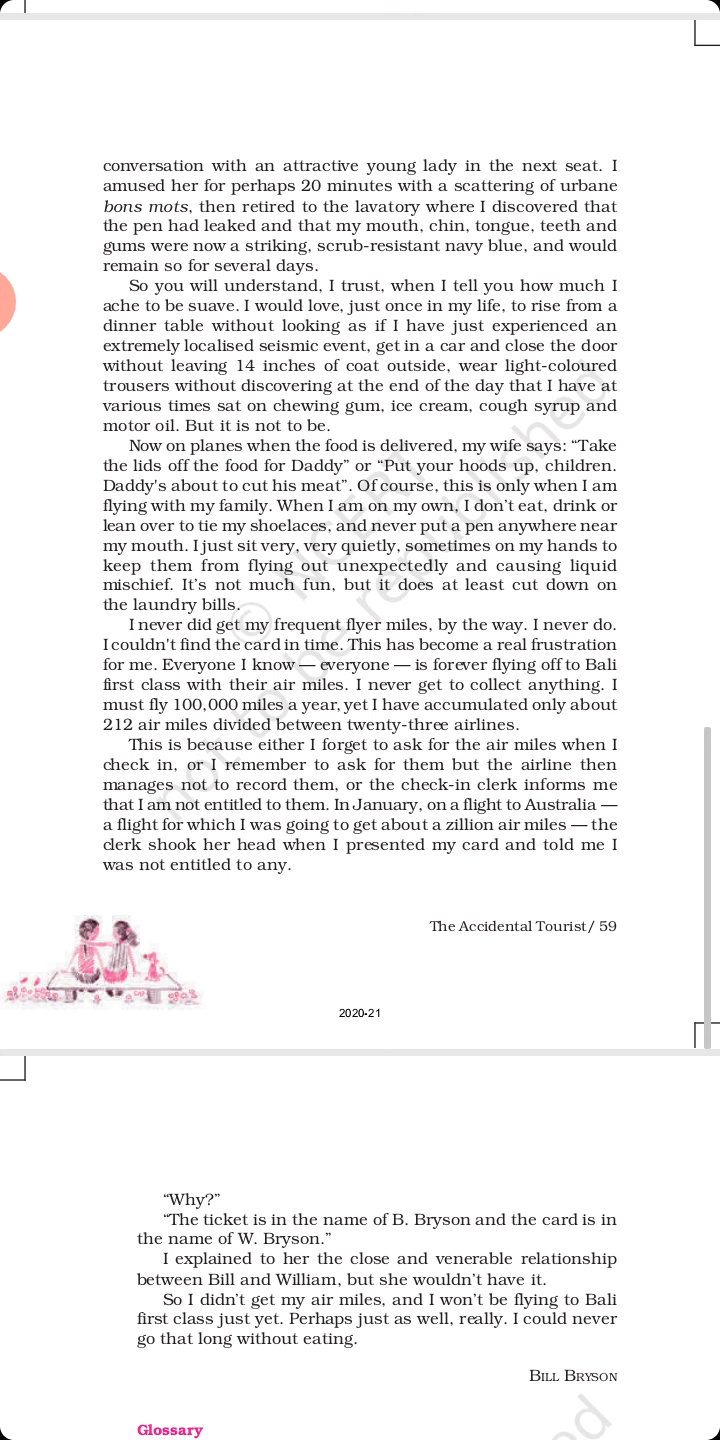 conversation with an attractive young lady in the next seat. I
amused her for perhaps 20 minutes with a scattering of urbane
bons mots, then retired to the lavatory where I discovered that
the pen had leaked and that my mouth, chin, tongue, teeth and
gums were now a striking, scrub-resistant navy blue, and would
remain so for several days.
So you will understand, I trust, when I tell you how much I
ache to be suave. I would love, just once in my life, to rise from a
dinner table without looking as if I have just experienced an
extremely localised seismic event, get in a car and close the door
without leaving 14 inches of coat outside, wear light-coloured
trousers without discovering at the end of the day that I have at
various times sat on chewing gum, ice cream, cough syrup and
motor oil. But it is not to be.
Now on planes when the food is delivered, my wife says: “Take
the lids off the food for Daddy” or “Put your hoods up, children.
Daddy's about to cut his meat”. Of course, this is only when I am
flying with my family. When I am on my own, I don’t eat, drink or
lean over to tie my shoelaces, and never put a pen anywhere near
my mouth. I just sit very, very quietly, sometimes on my hands to
keep them from flying out unexpectedly and causing liquid
mischief. It’s not much fun, but it does at least cut down on
the laundry bills.
I never did get my frequent flyer miles, by the way. I never do.
I couldn't find the card in time. This has become a real frustration
for me. Everyone I know — everyone — is forever flying off to Bali
first class with their air miles. I never get to collect anything. I
must fly 100,000 miles a year, yet I have accumulated only about
212 air miles divided between twenty-three airlines.
This is because either I forget to ask for the air miles when I
check in, or I remember to ask for them but the airline then
manages not to record them, or the check-in clerk informs me
that I am not entitled to them. In January, on a flight to Australia —
a flight for which I was going to get about a zillion air miles — the
clerk shook her head when I presented my card and told me I
was not entitled to any.
The Accidental Tourist/ 59
2020-21
© NCERT
not to be republished
“Why?”
“The ticket is in the name of B. Bryson and the card is in
the name of W. Bryson.”
I explained to her the close and venerable relationship
between Bill and William, but she wouldn’t have it.
So I didn’t get my air miles, and I won’t be flying to Bali
first class just yet. Perhaps just as well, really. I could never
go that long without eating.
BILL BRYSON
Glossary